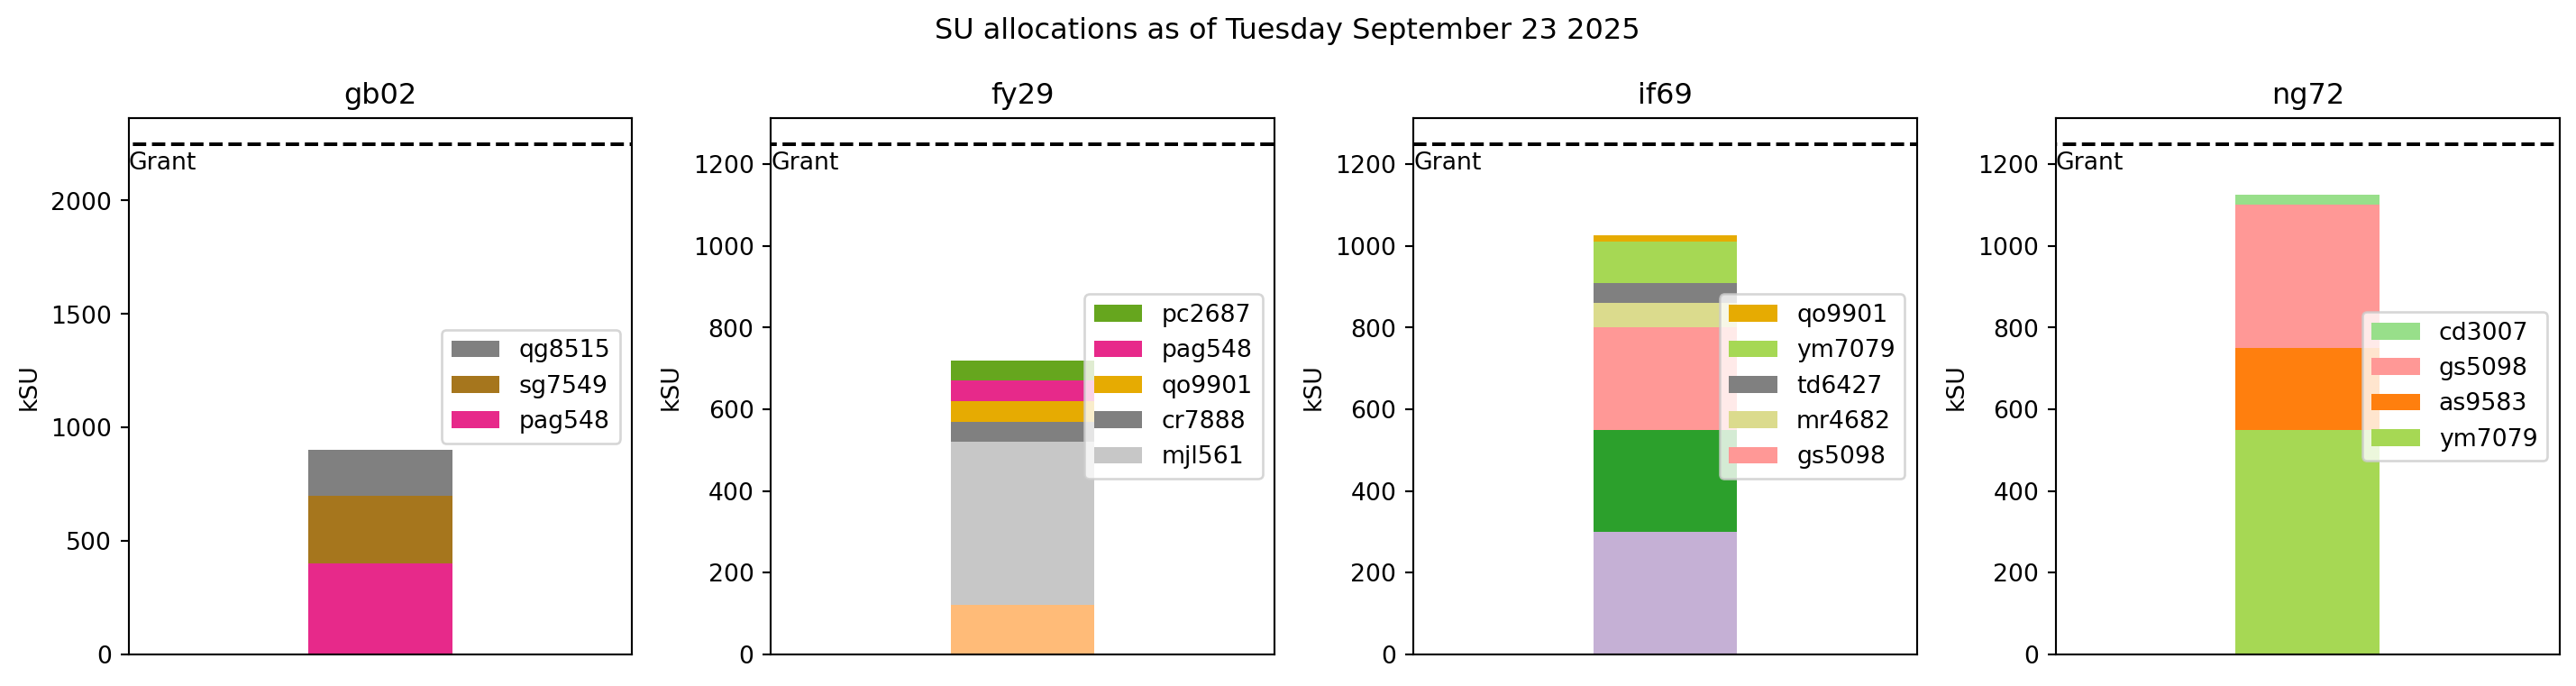 SU allocations as of Tuesday September 23 2025
gb02
kSU
2000
1500
1000
500
0
Grant
qg8515
sg7549
pag548
fy29
kSU
1200
1000
800
600
400
200
0
Grant
pc2687
pag548
qo9901
cr7888
mjl561
if69
kSU
1200
1000
800
600
400
200
0
Grant
qo9901
ym7079
td6427
mr4682
gs5098
ng72
kSU
1200
1000
800
600
400
200
0
Grant
cd3007
gs5098
as9583
ym7079